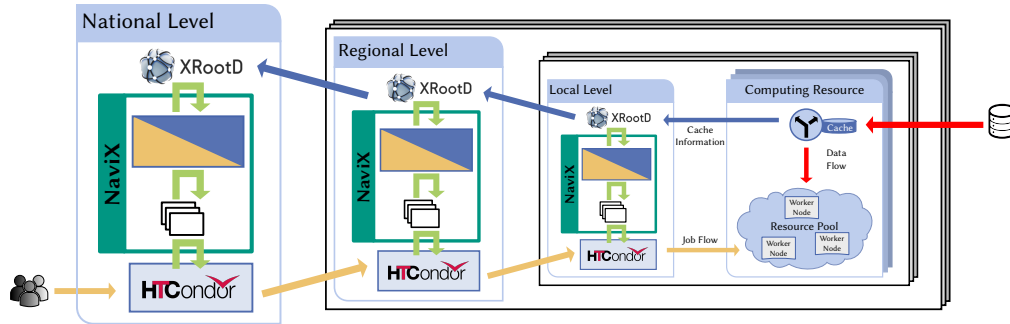 National Level
XRootD
NaviX
HTCondor
Regional Level
XRootD
NaviX
HTCondor
Local Level
XRootD
NaviX
HTCondor
Cache
Information
Job Flow
Computing Resource
Cache
Data
Flow
Worker
Node
Resource Pool
Worker
Node
Worker
Node